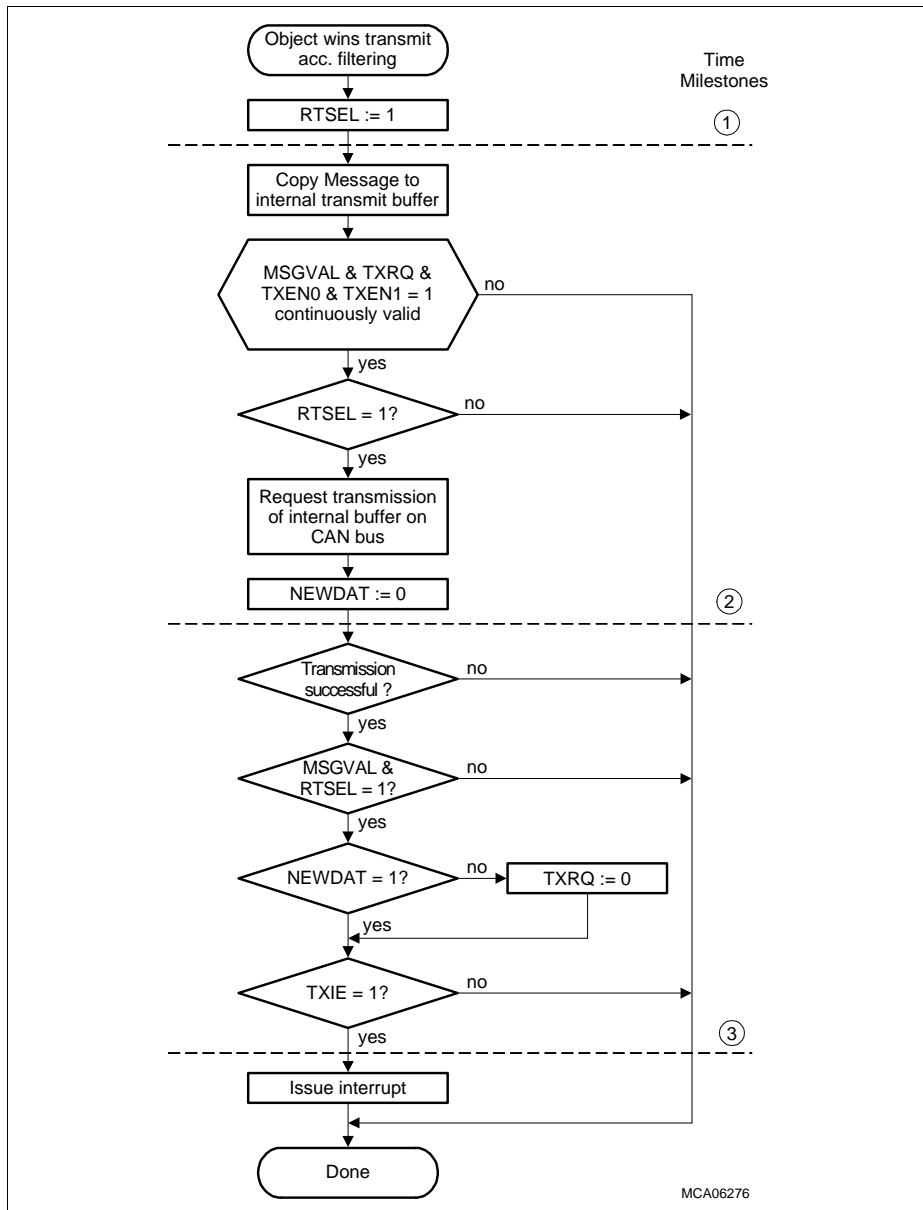 Object wins transmit
acc. filtering
Time
Milestones
RTSEL := 1
1
Copy Message to
internal transmit buffer
MSGVAL & TXRQ &
TXEN0 & TXEN1 = 1
continuously valid
no
yes
RTSEL = 1?
no
yes
Request transmission
of internal buffer on
CAN bus
NEWDAT := 0
2
Transmission
successful ?
no
yes
MSGVAL &
RTSEL = 1?
no
yes
NEWDAT = 1?
no
TXRQ := 0
yes
TXIE = 1?
no
yes
3
Issue interrupt
Done
MCA06276